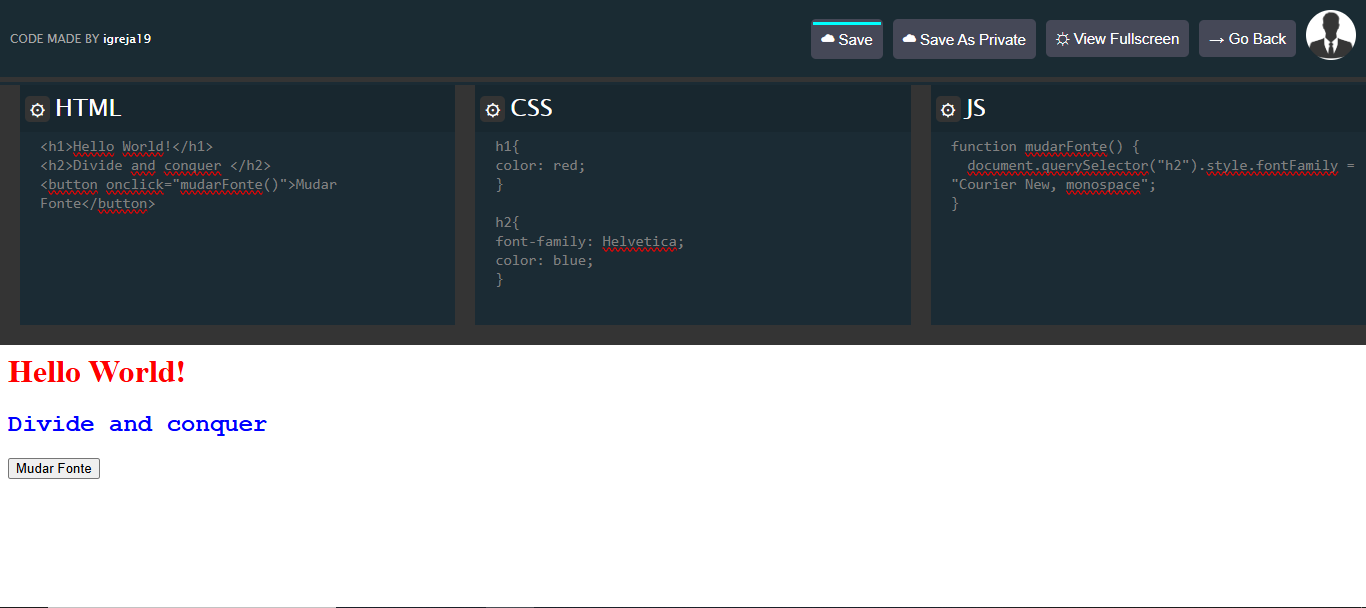 CODE MADE BY igreja19
Save
Save As Private
View Fullscreen
→ Go Back
HTML
<h1>Hello World!</h1>
<h2>Divide and conquer </h2>
<button onclick="mudarFonte()">Mudar
Fonte</button>
CSS
h1{
color: red;
}
h2{
font-family: Helvetica;
color: blue;
}
JS
function mudarFonte() {
  document.querySelector("h2").style.fontFamily =
"Courier New, monospace";
}
Hello World!
Divide and conquer
Mudar Fonte